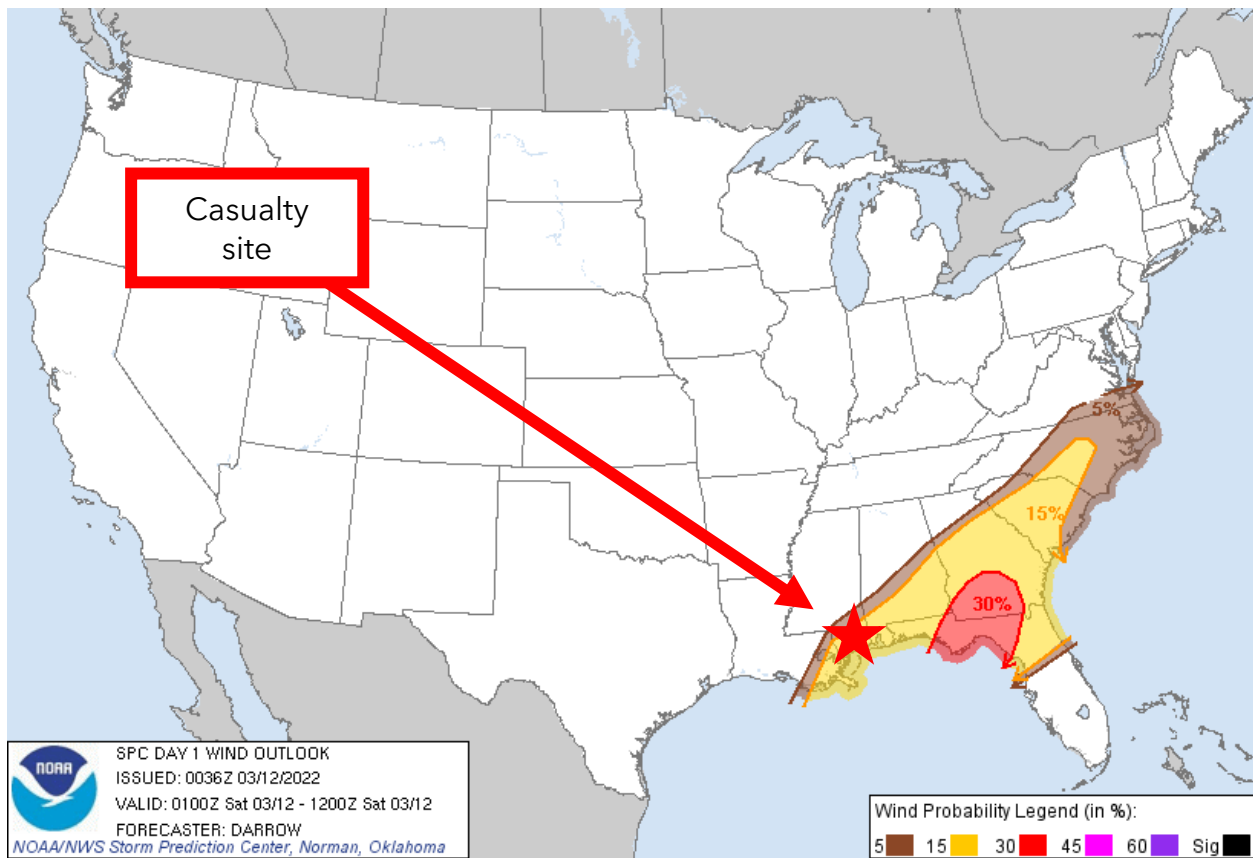 Casualty
site
5%
15%
30%
NOAA
SPC DAY 1 WIND OUTLOOK
ISSUED: 0036Z 03/12/2022
VALID: 0100Z Sat 03/12 - 1200Z Sat 03/12
FORECASTER: DARROW
NOAA/NWS Storm Prediction Center, Norman, Oklahoma
Wind Probability Legend (in %):
5 15 30 45 60 Sig